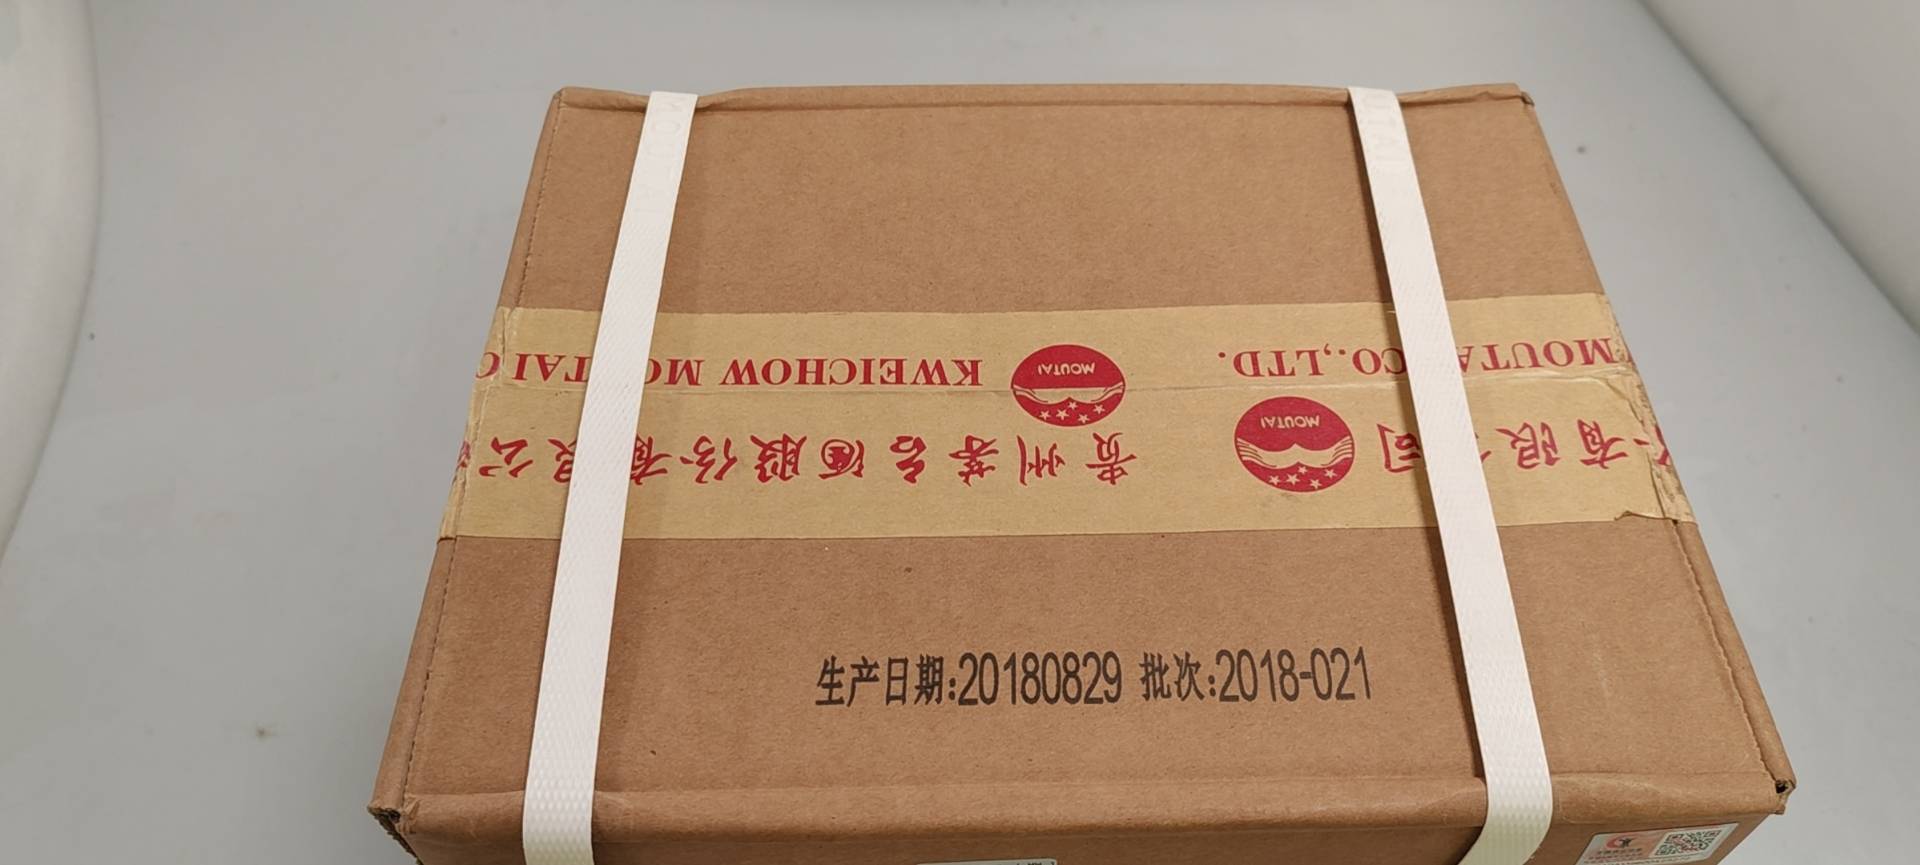 KWEICHOW MOUTAI CO.,LTD.
MOUTAI
贵州茅台酒股份有限公司
MOUTAI
生产日期:20180829 批次:2018-021